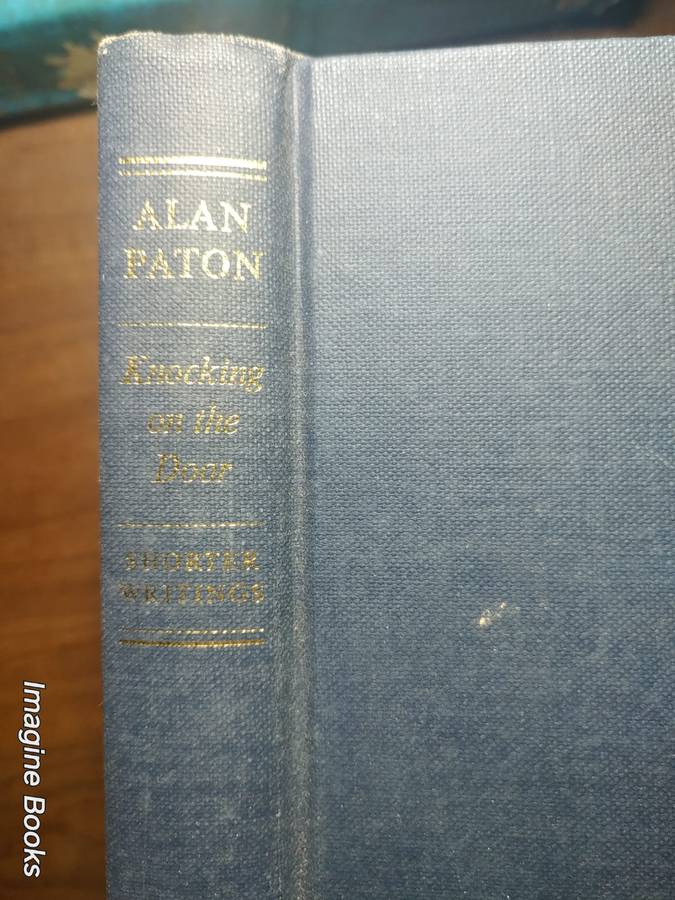 ALAN
PATON
Knocking
on the
Door
SHORTER
WRITINGS
Imagine Books